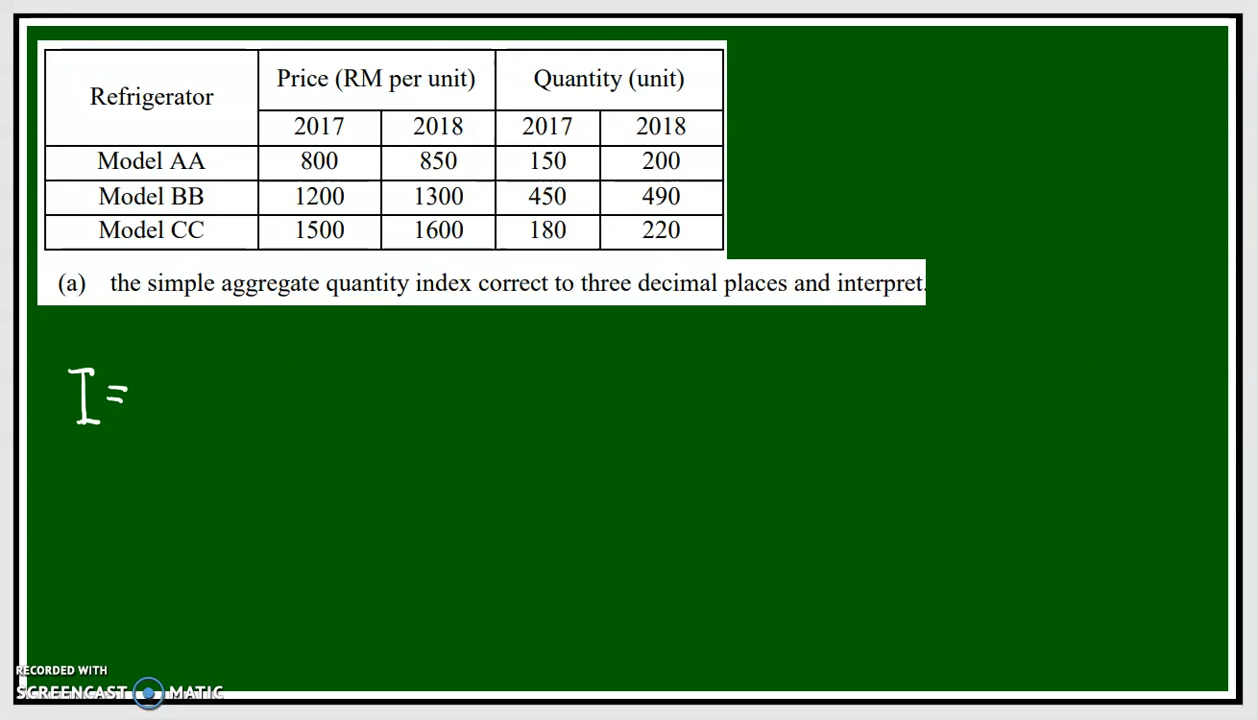 Refrigerator Price (RM per unit) Quantity (unit)
2017 2018 2017 2018
Model AA 800 850 150 200
Model BB 1200 1300 450 490
Model CC 1500 1600 180 220
(a) the simple aggregate quantity index correct to three decimal places and interpret.
I =
RECORDED WITH
SCREENCAST MATIC